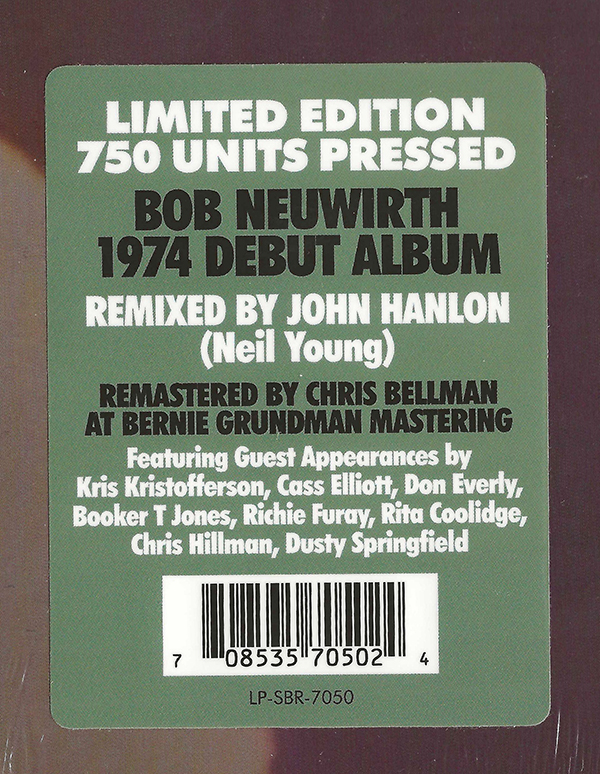 LIMITED EDITION
750 UNITS PRESSED
BOB NEUWIRTH
1974 DEBUT ALBUM
REMIXED BY JOHN HANLON
(Neil Young)
REMASTERED BY CHRIS BELLMAN
AT BERNIE GRUNDMAN MASTERING
Featuring Guest Appearances by
Kris Kristofferson, Cass Elliott, Don Everly,
Booker T Jones, Richie Furay, Rita Coolidge,
Chris Hillman, Dusty Springfield
7 08535 70502 4
LP-SBR-7050